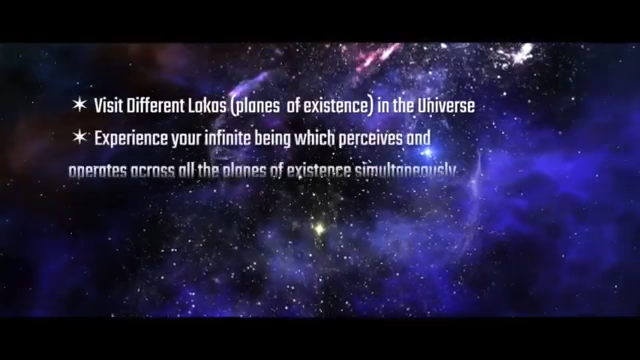 ✶ Visit Different Lokas (planes of existence) in the Universe
✶ Experience your infinite being which perceives and
operates across all the planes of existence simultaneously